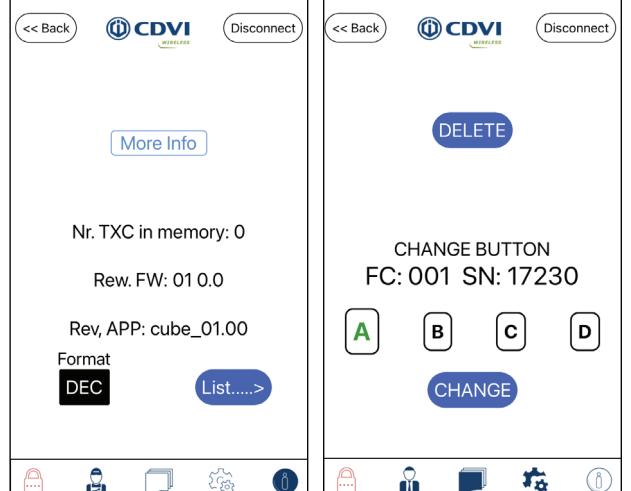 << Back
CDVI
WIRELESS
Disconnect
More Info
Nr. TXC in memory: 0
Rew. FW: 01 0.0
Rev, APP: cube_01.00
Format
DEC
List.....>
<< Back
CDVI
WIRELESS
Disconnect
DELETE
CHANGE BUTTON
FC: 001 SN: 17230
A B C D
CHANGE